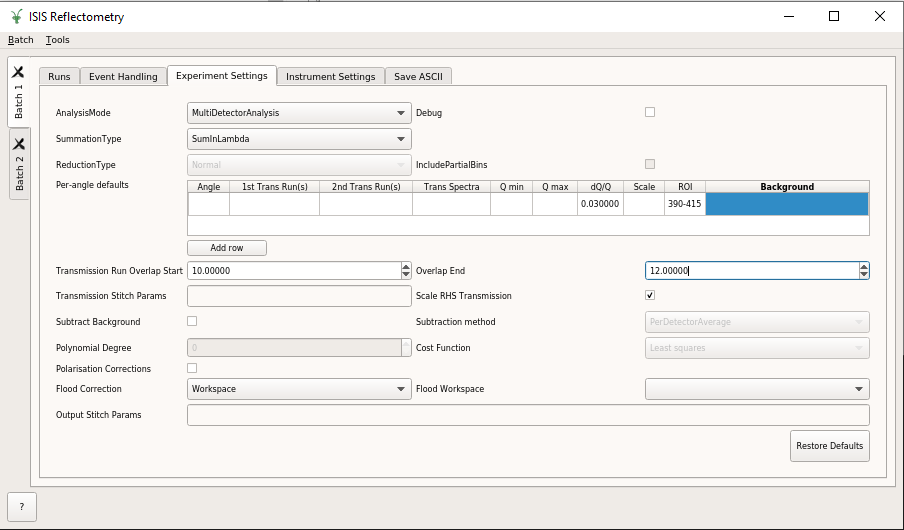 ISIS Reflectometry
Batch Tools
Batch 1
Batch 2
Runs Event Handling Experiment Settings Instrument Settings Save ASCII
AnalysisMode MultiDetectorAnalysis Debug
SummationType SumInLambda
ReductionType Normal IncludePartialBins
Per-angle defaults
Angle 1st Trans Run(s) 2nd Trans Run(s) Trans Spectra Q min Q max dQ/Q Scale ROI Background
0.030000 390-415
Add row
Transmission Run Overlap Start 10.00000 Overlap End 12.00000
Transmission Stitch Params Scale RHS Transmission
Subtract Background Subtraction method PerDetectorAverage
Polynomial Degree 0 Cost Function Least squares
Polarisation Corrections
Flood Correction Workspace Flood Workspace
Output Stitch Params
Restore Defaults
?